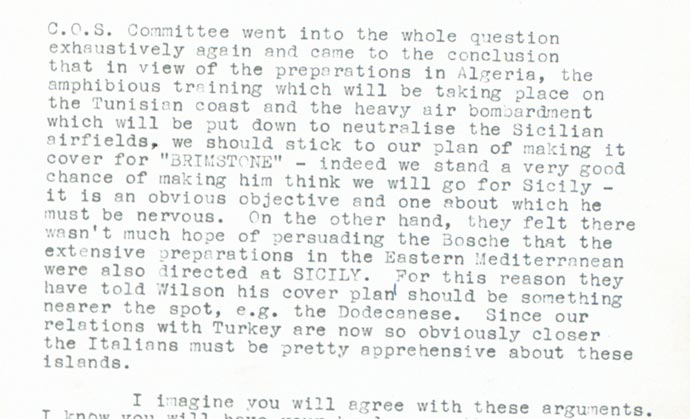 C.O.S. Committee went into the whole question
exhaustively again and came to the conclusion
that in view of the preparations in Algeria, the
amphibious training which will be taking place on
the Tunisian coast and the heavy air bombardment
which will be put down to neutralise the Sicilian
airfields, we should stick to our plan of making it
cover for "BRIMSTONE" - indeed we stand a very good
chance of making him think we will go for Sicily -
it is an obvious objective and one about which he
must be nervous. On the other hand, they felt there
wasn't much hope of persuading the Bosche that the
extensive preparations in the Eastern Mediterranean
were also directed at SICILY. For this reason they
have told Wilson his cover plan should be something
nearer the spot, e.g. the Dodecanese. Since our
relations with Turkey are now so obviously closer
the Italians must be pretty apprehensive about these
islands.
I imagine you will agree with these arguments.
I know you will have your